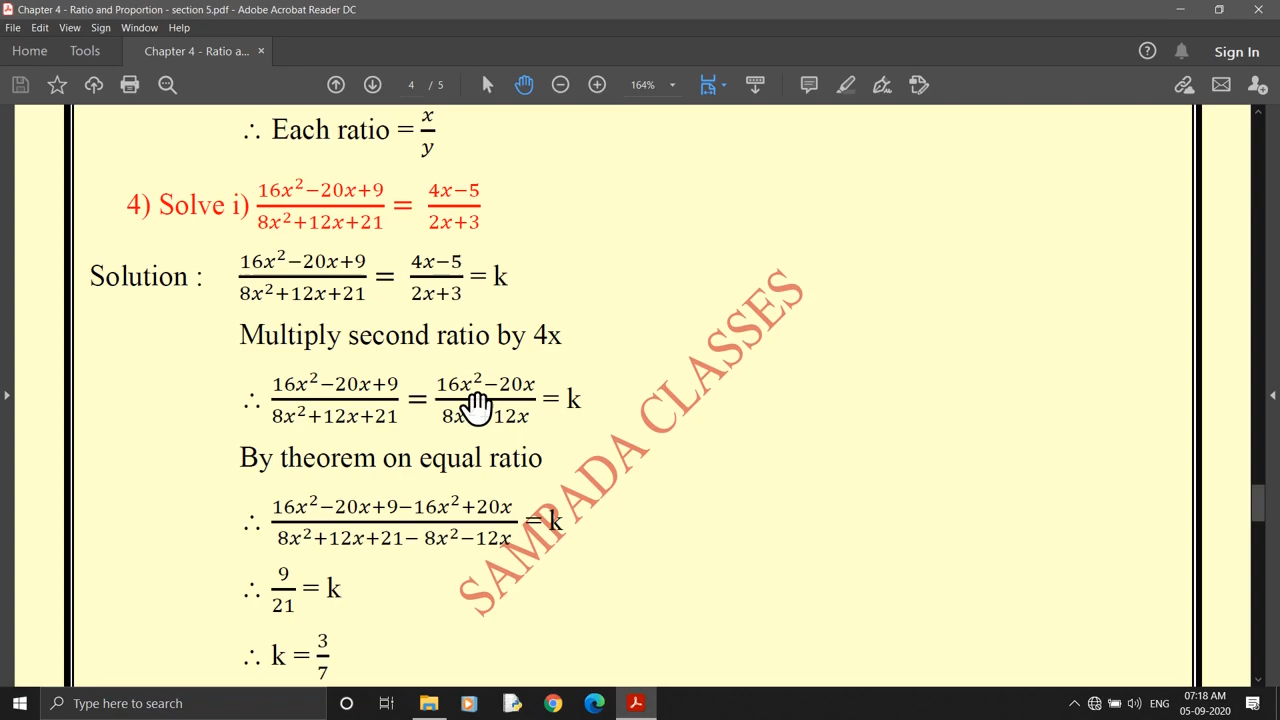 Chapter 4 - Ratio and Proportion - section 5.pdf - Adobe Acrobat Reader DC
File Edit View Sign Window Help
Home Tools Chapter 4 - Ratio a... × Sign In
4 / 5 164%
∴ Each ratio = x/y
4) Solve i) (16x²−20x+9)/(8x²+12x+21) = (4x−5)/(2x+3)
Solution : (16x²−20x+9)/(8x²+12x+21) = (4x−5)/(2x+3) = k
Multiply second ratio by 4x
∴ (16x²−20x+9)/(8x²+12x+21) = (16x²−20x)/(8x 12x) = k
By theorem on equal ratio
∴ (16x²−20x+9−16x²+20x)/(8x²+12x+21− 8x²−12x) = k
∴ 9/21 = k
∴ k = 3/7
SAMPADA CLASSES
Type here to search
ENG
07:18 AM
05-09-2020